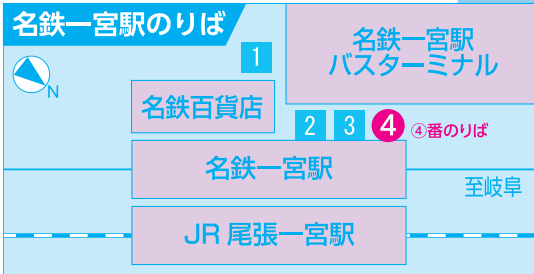 名鉄一宮駅のりば
N
1
名鉄一宮駅
バスターミナル
名鉄百貨店
2
3
4
④番のりば
名鉄一宮駅
至岐阜
JR 尾張一宮駅